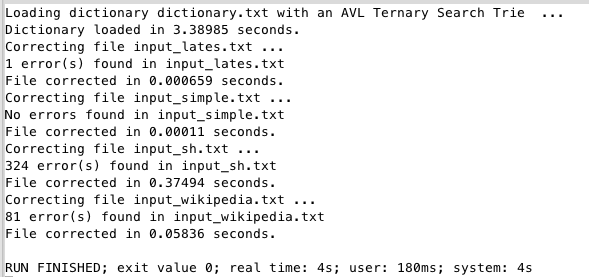 Loading dictionary dictionary.txt with an AVL Ternary Search Trie  ...
Dictionary loaded in 3.38985 seconds.
Correcting file input_lates.txt ...
1 error(s) found in input_lates.txt
File corrected in 0.000659 seconds.
Correcting file input_simple.txt ...
No errors found in input_simple.txt
File corrected in 0.00011 seconds.
Correcting file input_sh.txt ...
324 error(s) found in input_sh.txt
File corrected in 0.37494 seconds.
Correcting file input_wikipedia.txt ...
81 error(s) found in input_wikipedia.txt
File corrected in 0.05836 seconds.

RUN FINISHED; exit value 0; real time: 4s; user: 180ms; system: 4s